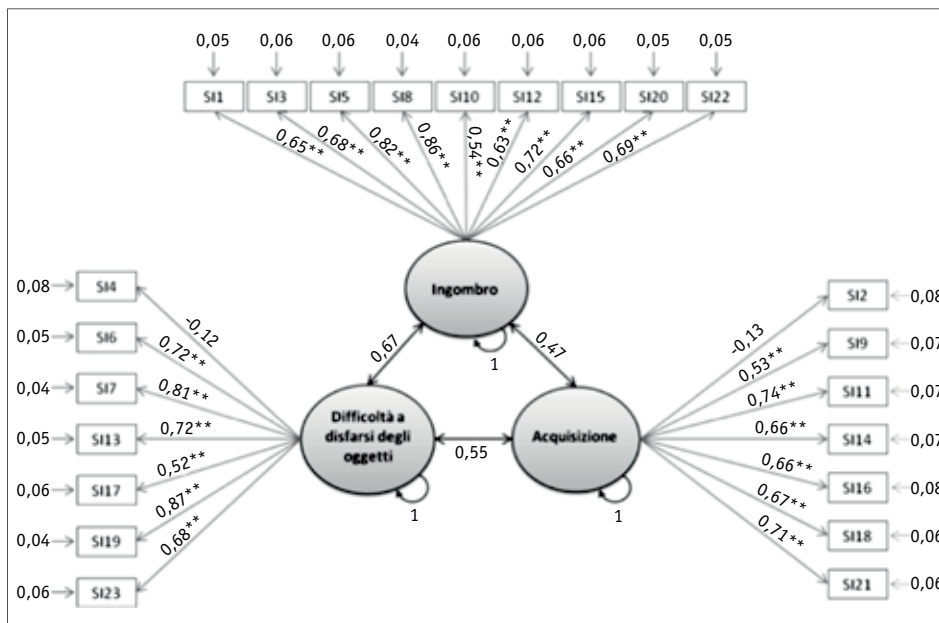 0,05 0,06 0,06 0,04 0,06 0,06 0,06 0,05 0,05
SI1 SI3 SI5 SI8 SI10 SI12 SI15 SI20 SI22
0,65** 0,68** 0,82** 0,86** 0,54** 0,63** 0,72** 0,66** 0,69**
Ingombro
1
0,67
0,47
0,08 SI4
0,05 SI6
0,04 SI7
0,05 SI13
0,06 SI17
0,04 SI19
0,06 SI23
-0,12
0,72**
0,81**
0,72**
0,52**
0,87**
0,68**
Difficoltà a
disfarsi degli
oggetti
1
0,55
Acquisizione
1
-0,13
0,53**
0,74**
0,66**
0,66**
0,67**
0,71**
SI2 0,08
SI9 0,07
SI11 0,07
SI14 0,07
SI16 0,08
SI18 0,06
SI21 0,06